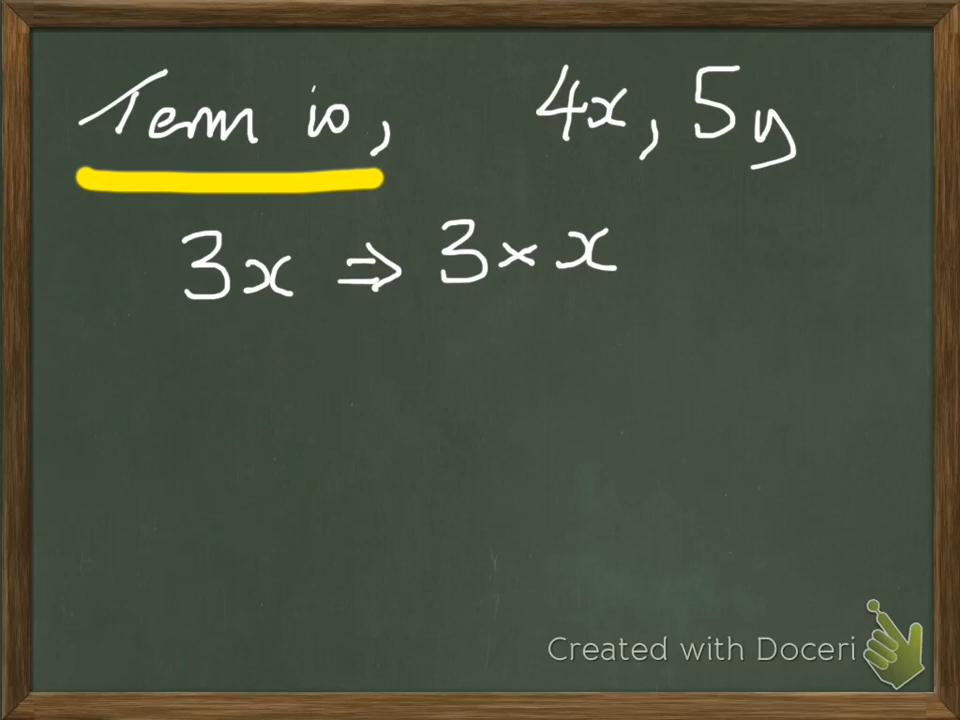 Term is, 4x, 5y
3x ⇒ 3 × x
Created with Doceri